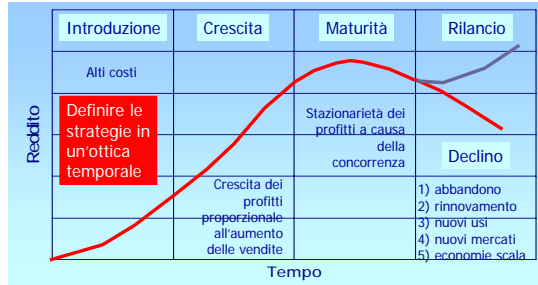 Introduzione
Crescita
Maturità
Rilancio
Alti costi
Definire le
strategie in
un'ottica
temporale
Reddito
Stazionarietà dei
profitti a causa
della
concorrenza
Declino
Crescita dei
profitti
proporzionale
all'aumento
delle vendite
1) abbandono
2) rinnovamento
3) nuovi usi
4) nuovi mercati
5) economie scala
Tempo